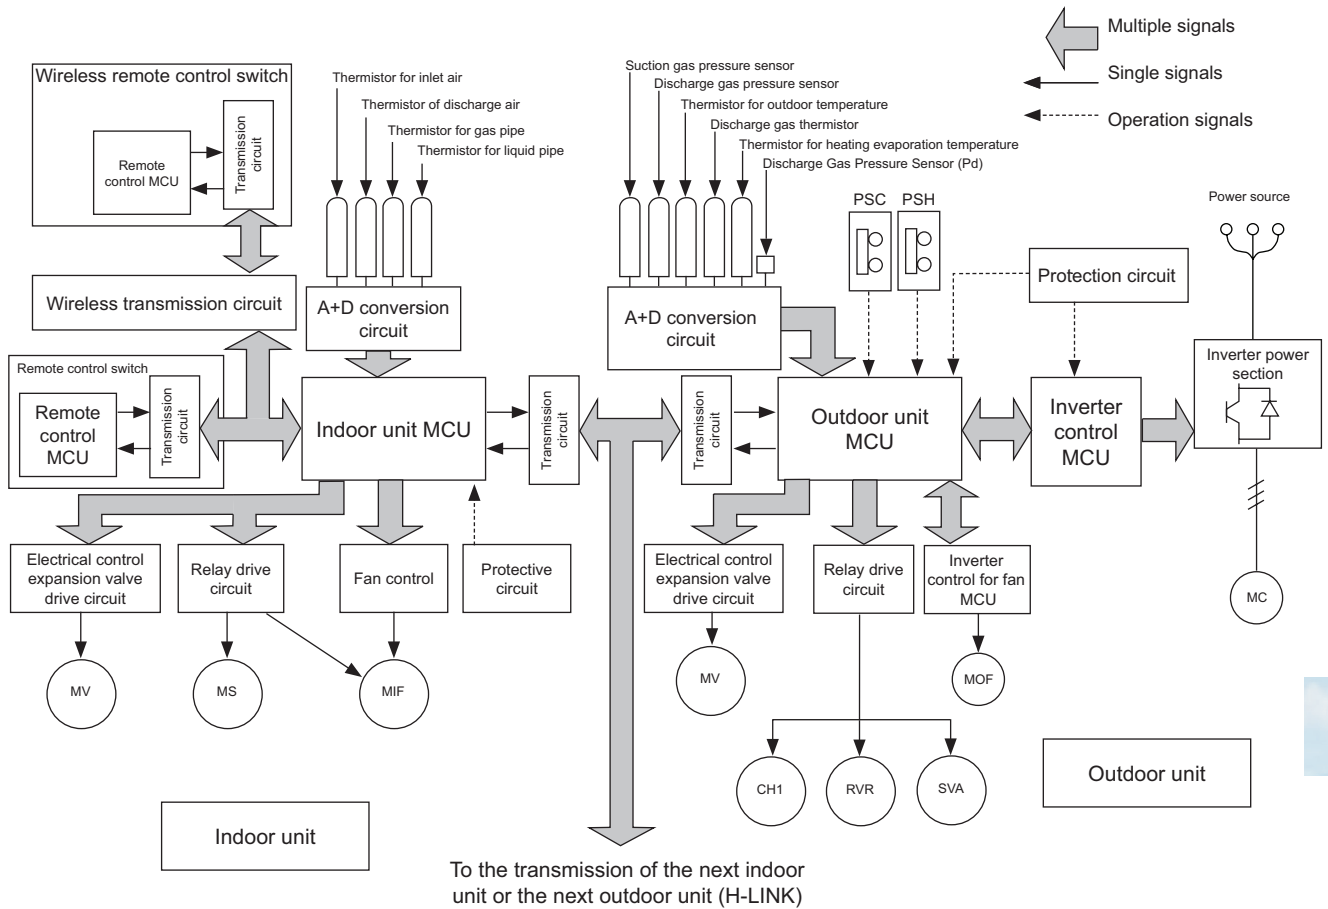 Multiple signals
Single signals
Operation signals
Wireless remote control switch
Remote
control MCU
Transmission
circuit
Thermistor for inlet air
Thermistor of discharge air
Thermistor for gas pipe
Thermistor for liquid pipe
Suction gas pressure sensor
Discharge gas pressure sensor
Thermistor for outdoor temperature
Discharge gas thermistor
Thermistor for heating evaporation temperature
Discharge Gas Pressure Sensor (Pd)
PSC
PSH
Power source
Wireless transmission circuit
A+D conversion
circuit
A+D conversion
circuit
Protection circuit
Inverter power
section
Remote control switch
Remote
control
MCU
Transmission
circuit
Indoor unit MCU
Transmission
circuit
Transmission
circuit
Outdoor unit
MCU
Inverter
control
MCU
Electrical control
expansion valve
drive circuit
Relay drive
circuit
Fan control
Protective
circuit
Electrical control
expansion valve
drive circuit
Relay drive
circuit
Inverter
control for fan
MCU
MC
MV
MS
MIF
MV
MOF
CH1
RVR
SVA
Outdoor unit
Indoor unit
To the transmission of the next indoor
unit or the next outdoor unit (H-LINK)